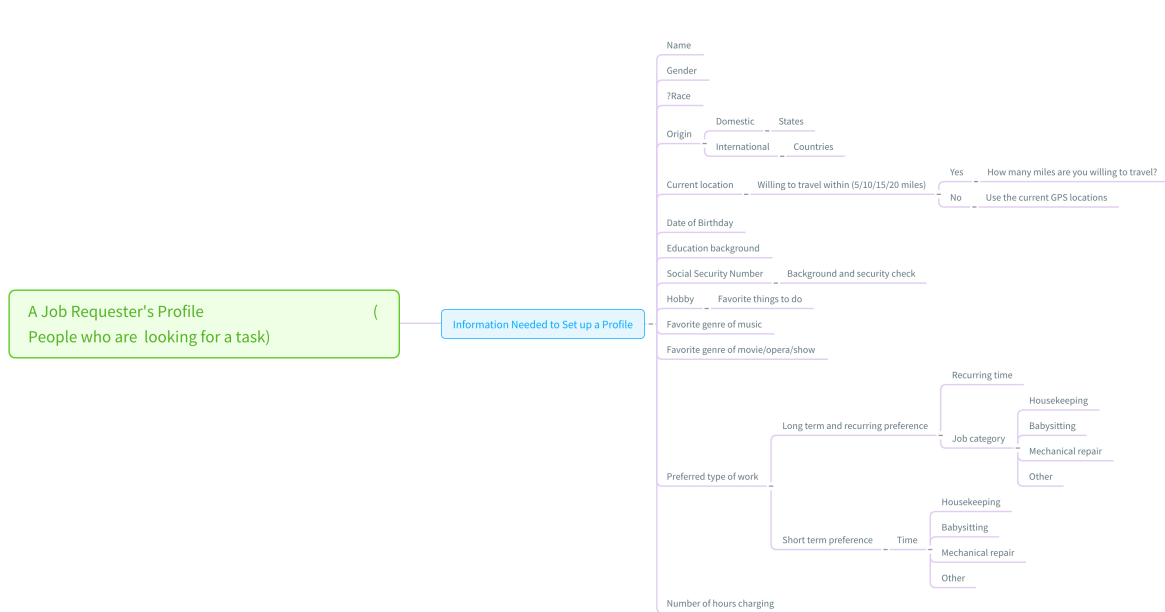 A Job Requester's Profile (
People who are looking for a task)
Information Needed to Set up a Profile
Name
Gender
?Race
Origin
Domestic
States
International
Countries
Current location
Willing to travel within (5/10/15/20 miles)
Yes
How many miles are you willing to travel?
No
Use the current GPS locations
Date of Birthday
Education background
Social Security Number
Background and security check
Hobby
Favorite things to do
Favorite genre of music
Favorite genre of movie/opera/show
Preferred type of work
Long term and recurring preference
Recurring time
Job category
Housekeeping
Babysitting
Mechanical repair
Other
Short term preference
Time
Housekeeping
Babysitting
Mechanical repair
Other
Number of hours charging